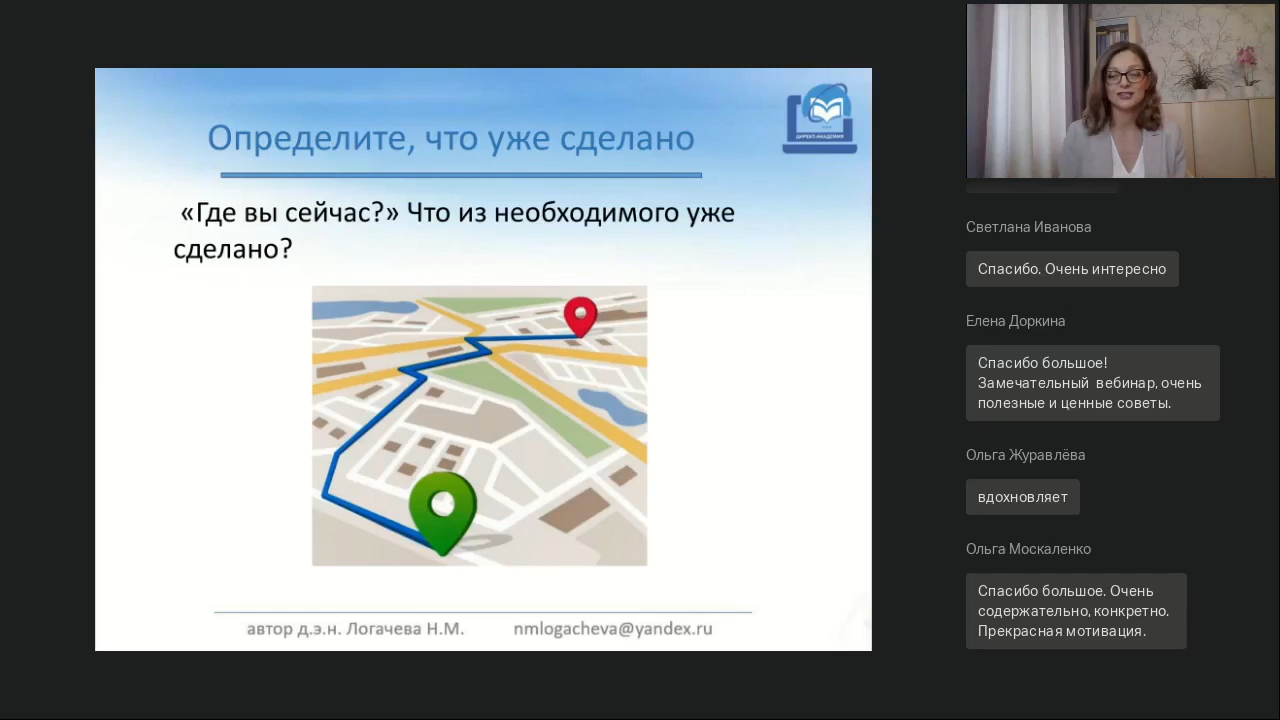 Определите, что уже сделано
ДИРЕКТ-АКАДЕМИЯ
«Где вы сейчас?» Что из необходимого уже
сделано?
автор д.э.н. Логачева Н.М. nmlogacheva@yandex.ru
Светлана Иванова
Спасибо. Очень интересно
Елена Доркина
Спасибо большое!
Замечательный вебинар, очень
полезные и ценные советы.
Ольга Журавлёва
вдохновляет
Ольга Москаленко
Спасибо большое. Очень
содержательно, конкретно.
Прекрасная мотивация.